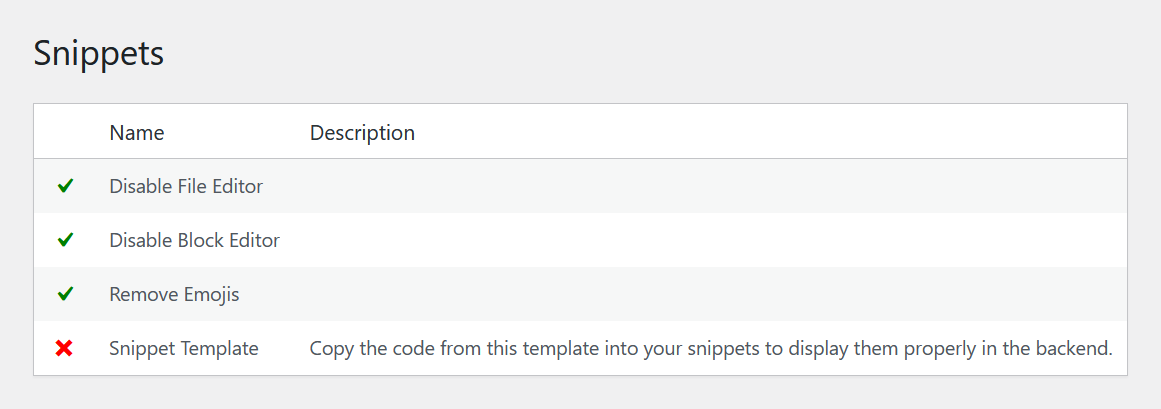 Snippets
Name Description
Disable File Editor
Disable Block Editor
Remove Emojis
Snippet Template Copy the code from this template into your snippets to display them properly in the backend.